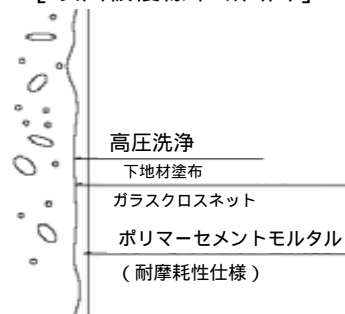 高圧洗浄
下地材塗布
ガラスクロスネット
ポリマーセメントモルタル
(耐摩耗性仕様)